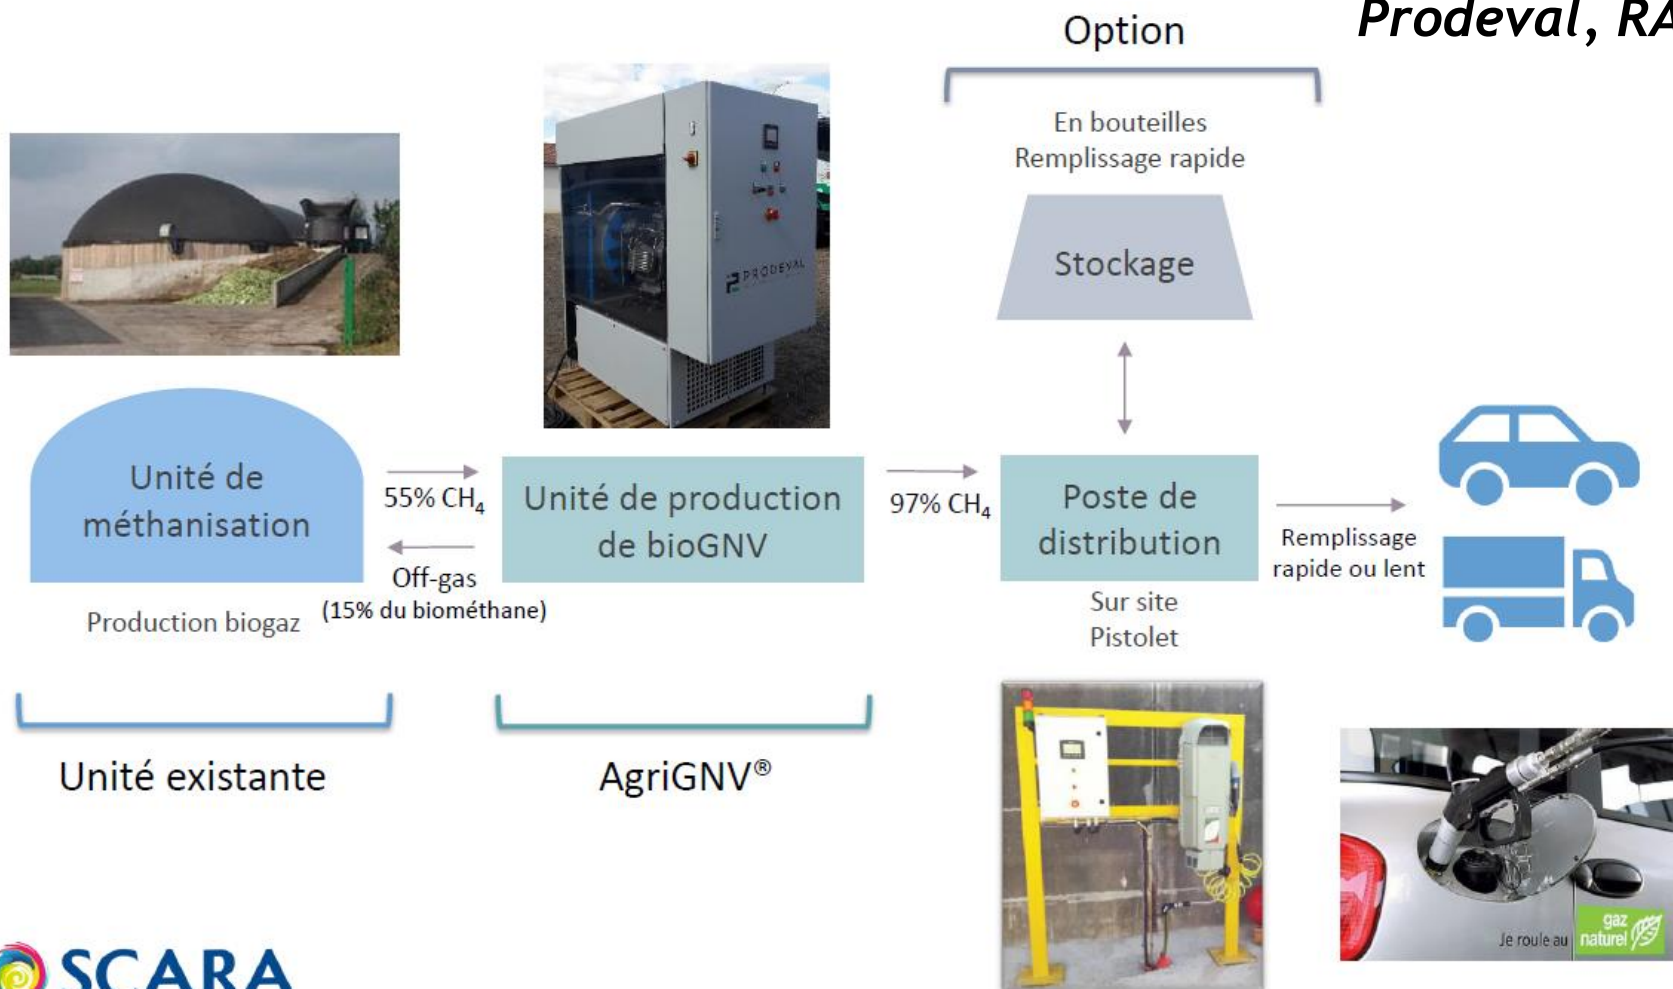 Prodeval, RA
Option
En bouteilles
Remplissage rapide
Stockage
PRODEVAL
Unité de
méthanisation
55% CH₄
Off-gas
(15% du biométhane)
Production biogaz
Unité de production
de bioGNV
97% CH₄
Poste de
distribution
Sur site
Pistolet
Remplissage
rapide ou lent
Unité existante
AgriGNV®
Je roule au
gaz
naturel
SCARA